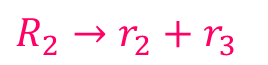 R₂ → r₂ + r₃